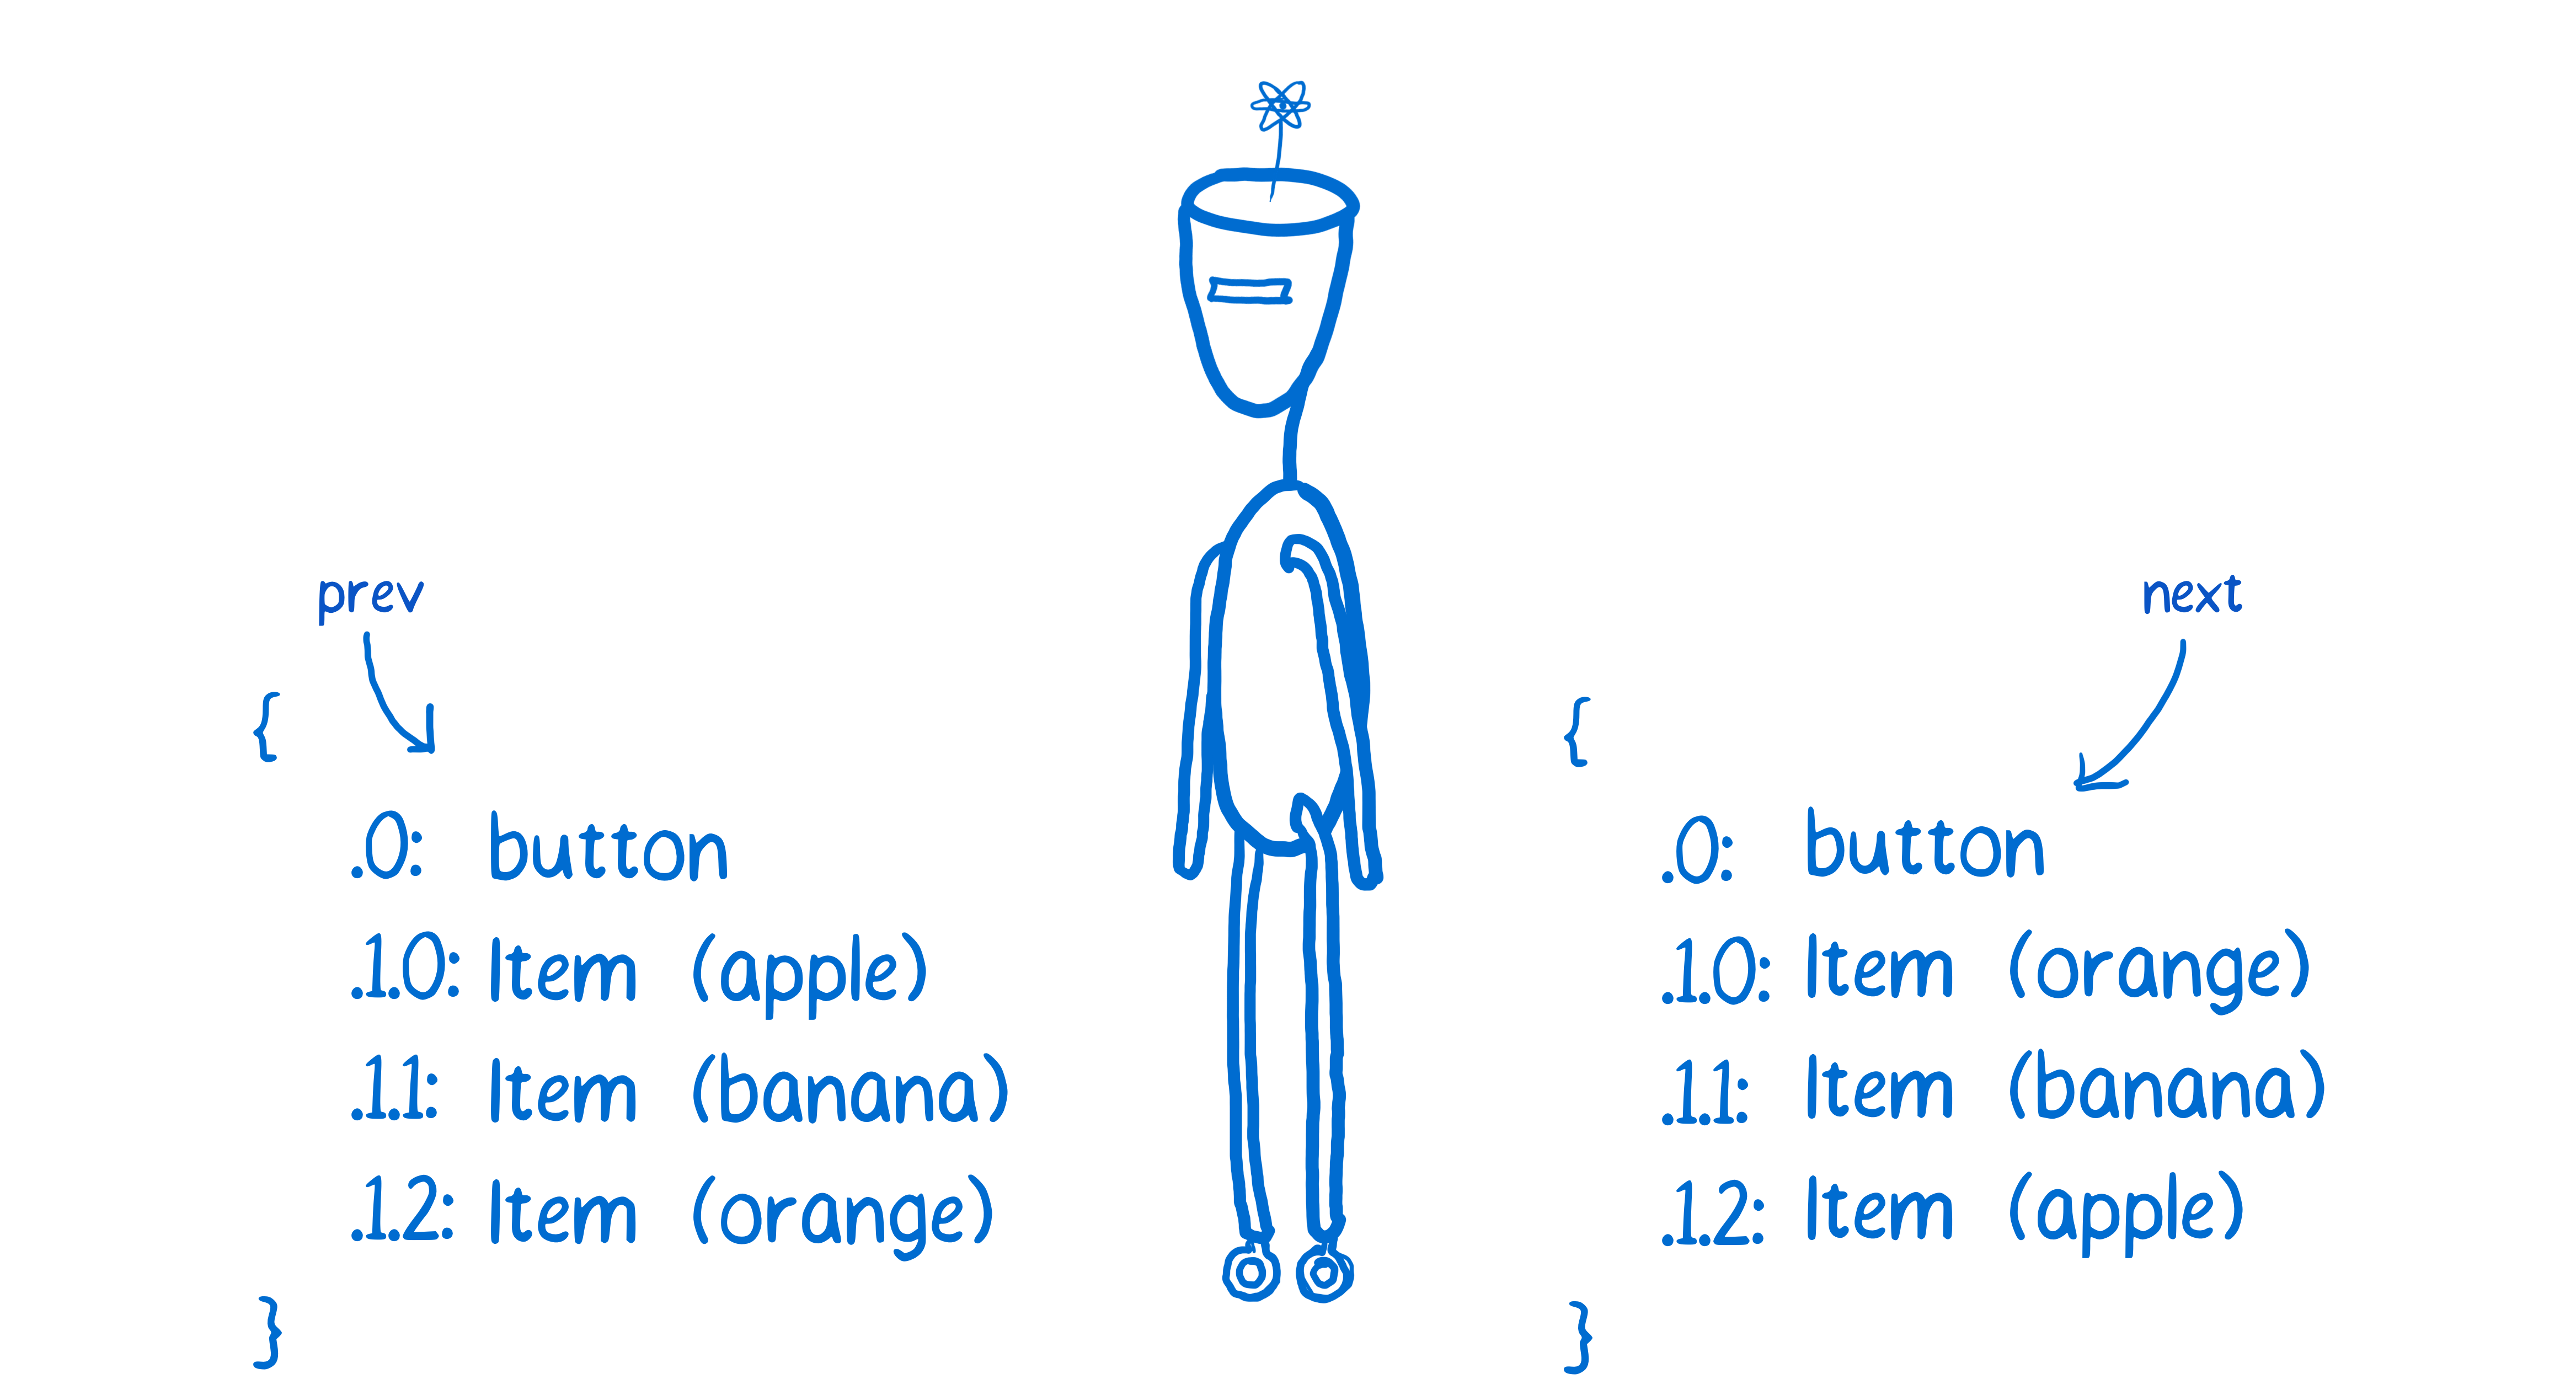 prev
{
.0: button
.1.0: Item (apple)
.1.1: Item (banana)
.1.2: Item (orange)
}
next
{
.0: button
.1.0: Item (orange)
.1.1: Item (banana)
.1.2: Item (apple)
}